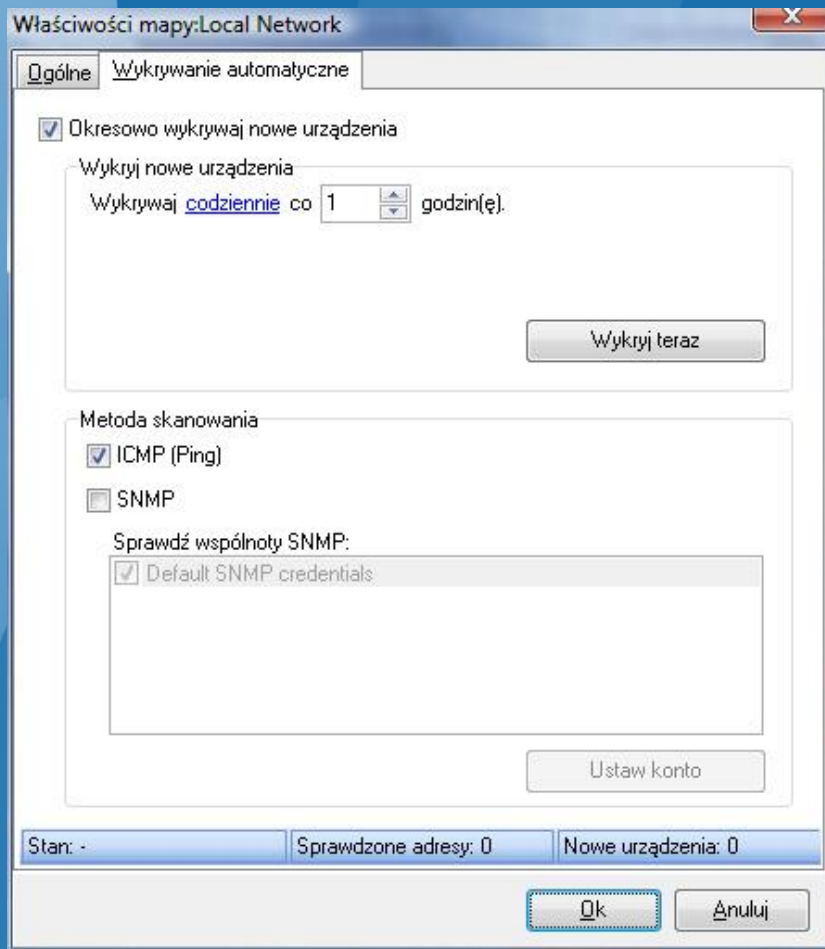 Właściwości mapy:Local Network
Ogólne
Wykrywanie automatyczne
Okresowo wykrywaj nowe urządzenia
Wykryj nowe urządzenia
Wykrywaj codziennie co 1 godzin(ę).
Wykryj teraz
Metoda skanowania
ICMP (Ping)
SNMP
Sprawdź wspólnoty SNMP:
Default SNMP credentials
Ustaw konto
Stan: - Sprawdzone adresy: 0 Nowe urządzenia: 0
Ok Anuluj